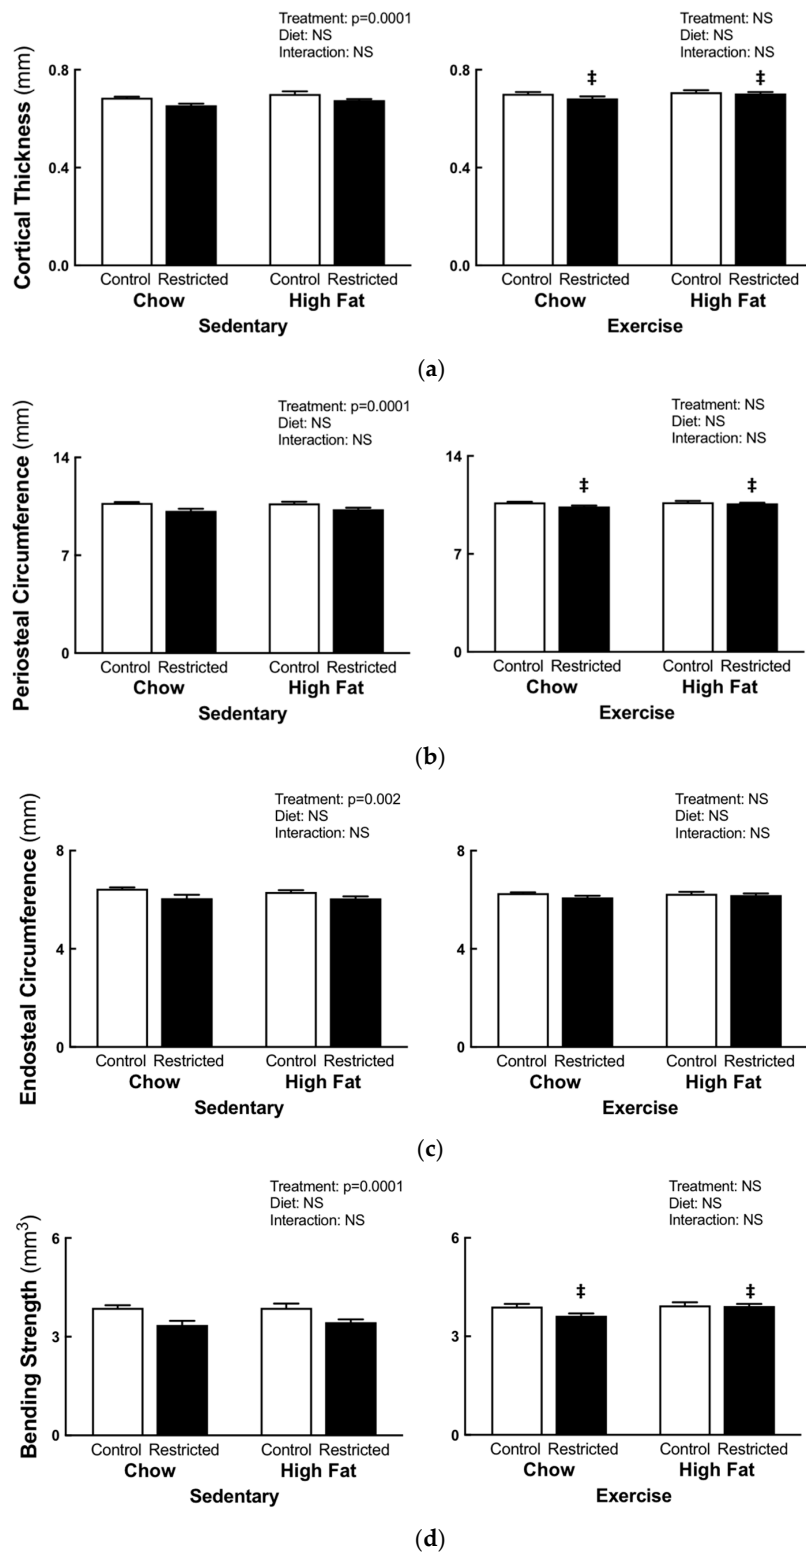 Treatment: p=0.0001
Diet: NS
Interaction: NS
Treatment: NS
Diet: NS
Interaction: NS
Cortical Thickness (mm)
0.8
0.4
0.0
0.8
0.4
0.0
‡
‡
Control Restricted
Control Restricted
Control Restricted
Control Restricted
Chow
High Fat
Chow
High Fat
Sedentary
Exercise
(a)
Treatment: p=0.0001
Diet: NS
Interaction: NS
Treatment: NS
Diet: NS
Interaction: NS
Periosteal Circumference (mm)
14
7
0
14
7
0
‡
‡
Control Restricted
Control Restricted
Control Restricted
Control Restricted
Chow
High Fat
Chow
High Fat
Sedentary
Exercise
(b)
Treatment: p=0.002
Diet: NS
Interaction: NS
Treatment: NS
Diet: NS
Interaction: NS
Endosteal Circumference (mm)
8
4
0
8
4
0
Control Restricted
Control Restricted
Control Restricted
Control Restricted
Chow
High Fat
Chow
High Fat
Sedentary
Exercise
(c)
Treatment: p=0.0001
Diet: NS
Interaction: NS
Treatment: NS
Diet: NS
Interaction: NS
Bending Strength (mm³)
6
3
0
6
3
0
‡
‡
Control Restricted
Control Restricted
Control Restricted
Control Restricted
Chow
High Fat
Chow
High Fat
Sedentary
Exercise
(d)